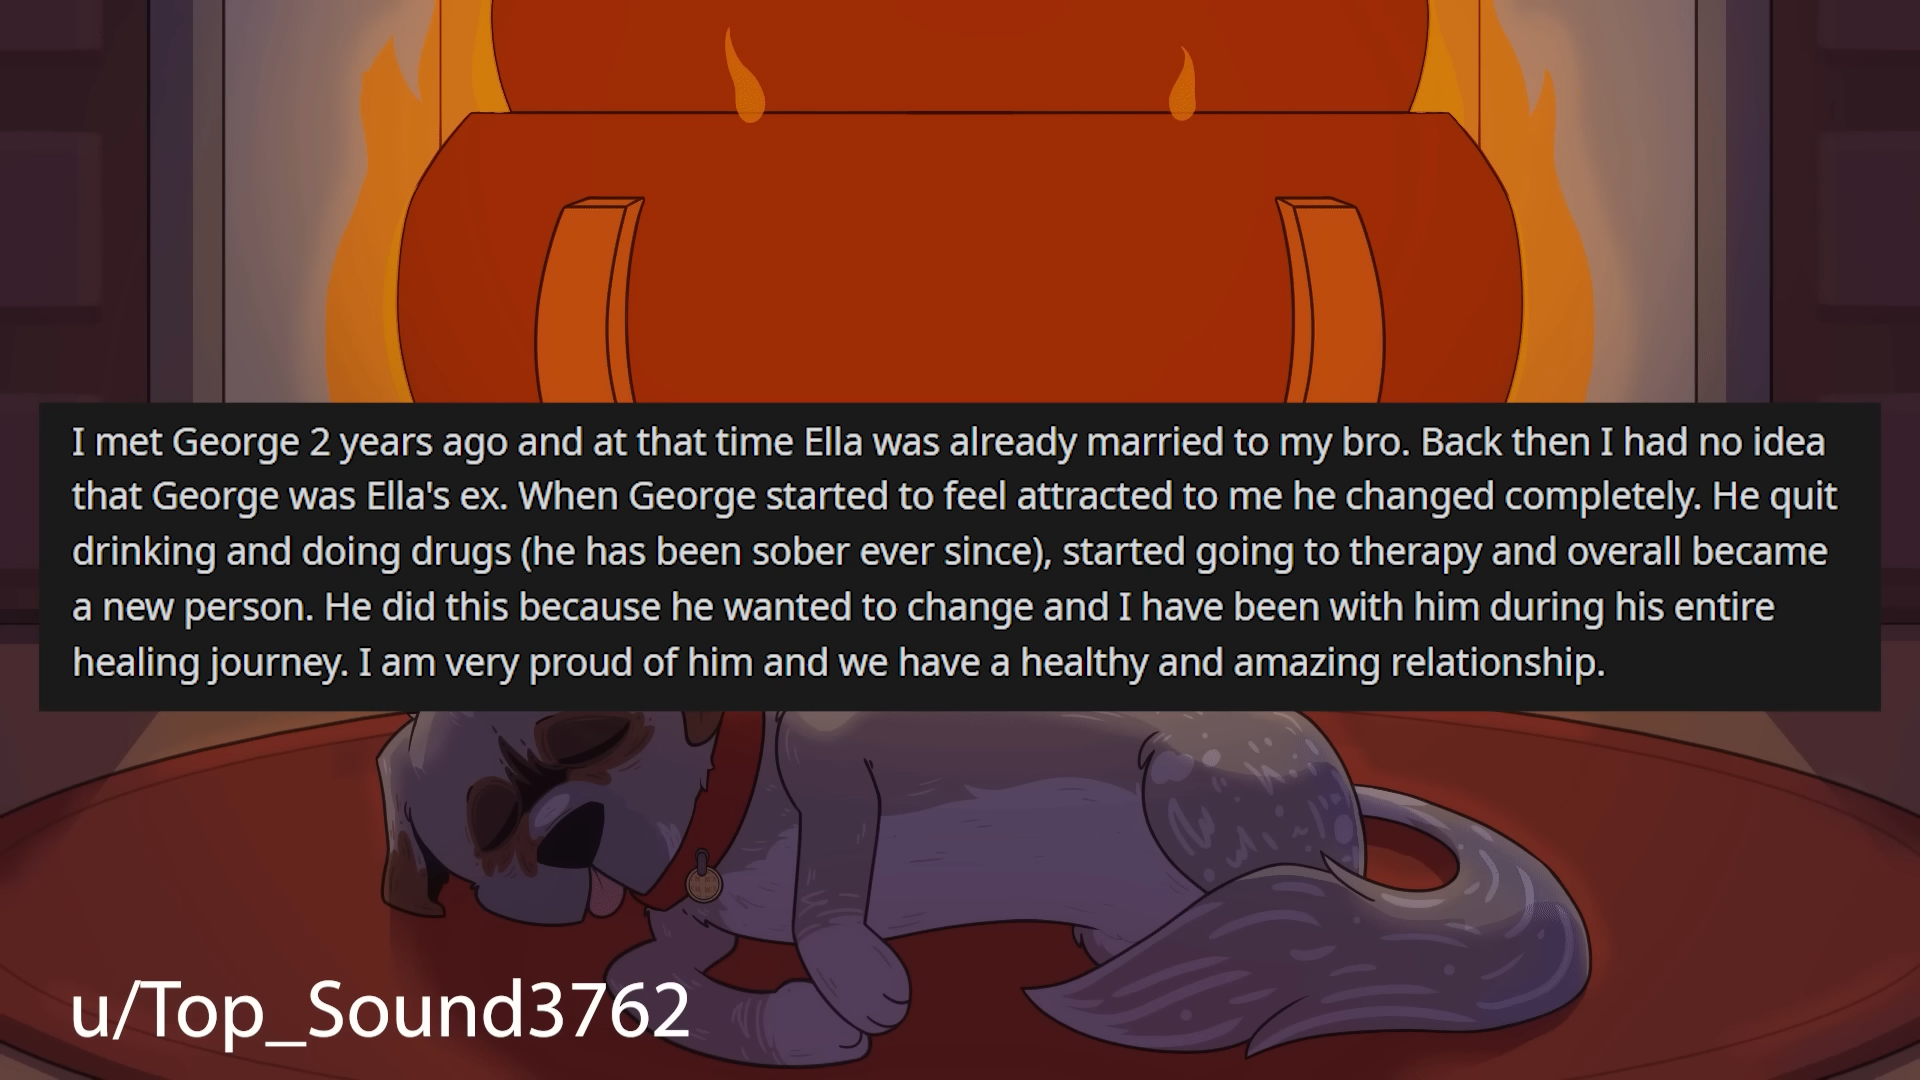 I met George 2 years ago and at that time Ella was already married to my bro. Back then I had no idea
that George was Ella's ex. When George started to feel attracted to me he changed completely. He quit
drinking and doing drugs (he has been sober ever since), started going to therapy and overall became
a new person. He did this because he wanted to change and I have been with him during his entire
healing journey. I am very proud of him and we have a healthy and amazing relationship.
u/Top_Sound3762